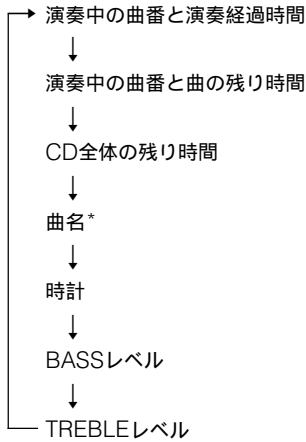 演奏中の曲番と演奏経過時間
演奏中の曲番と曲の残り時間
CD全体の残り時間
曲名*
時計
BASSレベル
TREBLEレベル